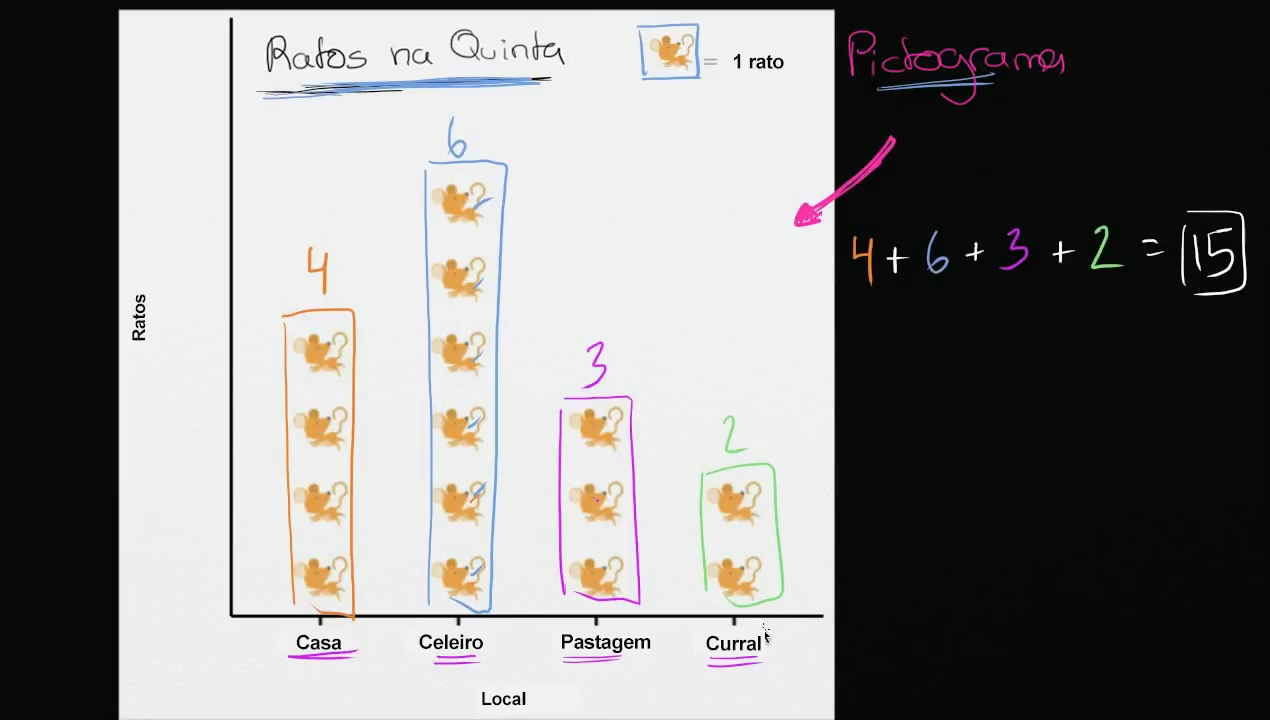 Ratos na Quinta
= 1 rato
Pictograma
6
4
4 + 6 + 3 + 2 = 15
3
2
Ratos
Casa Celeiro Pastagem Curral
Local